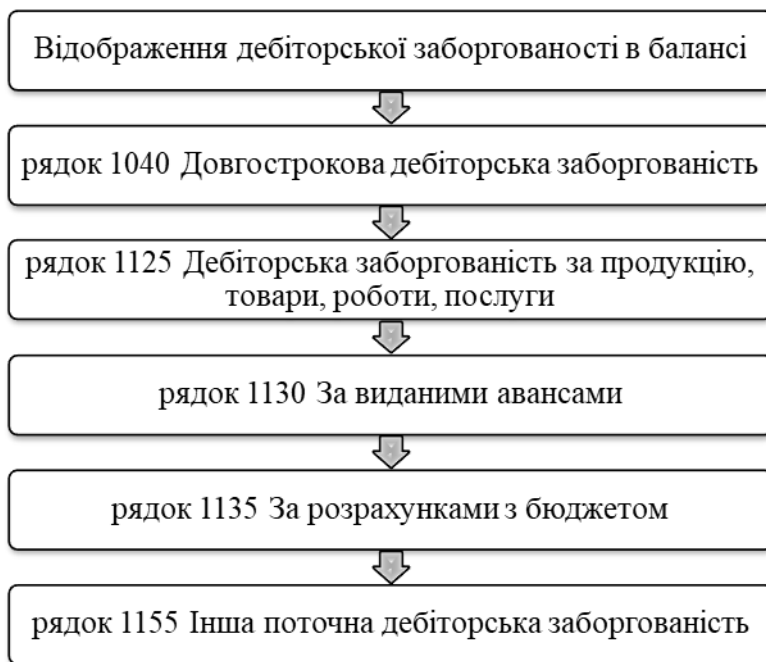 Відображення дебіторської заборгованості в балансі
рядок 1040 Довгострокова дебіторська заборгованість
рядок 1125 Дебіторська заборгованість за продукцію,
товари, роботи, послуги
рядок 1130 За виданими авансами
рядок 1135 За розрахунками з бюджетом
рядок 1155 Інша поточна дебіторська заборгованість